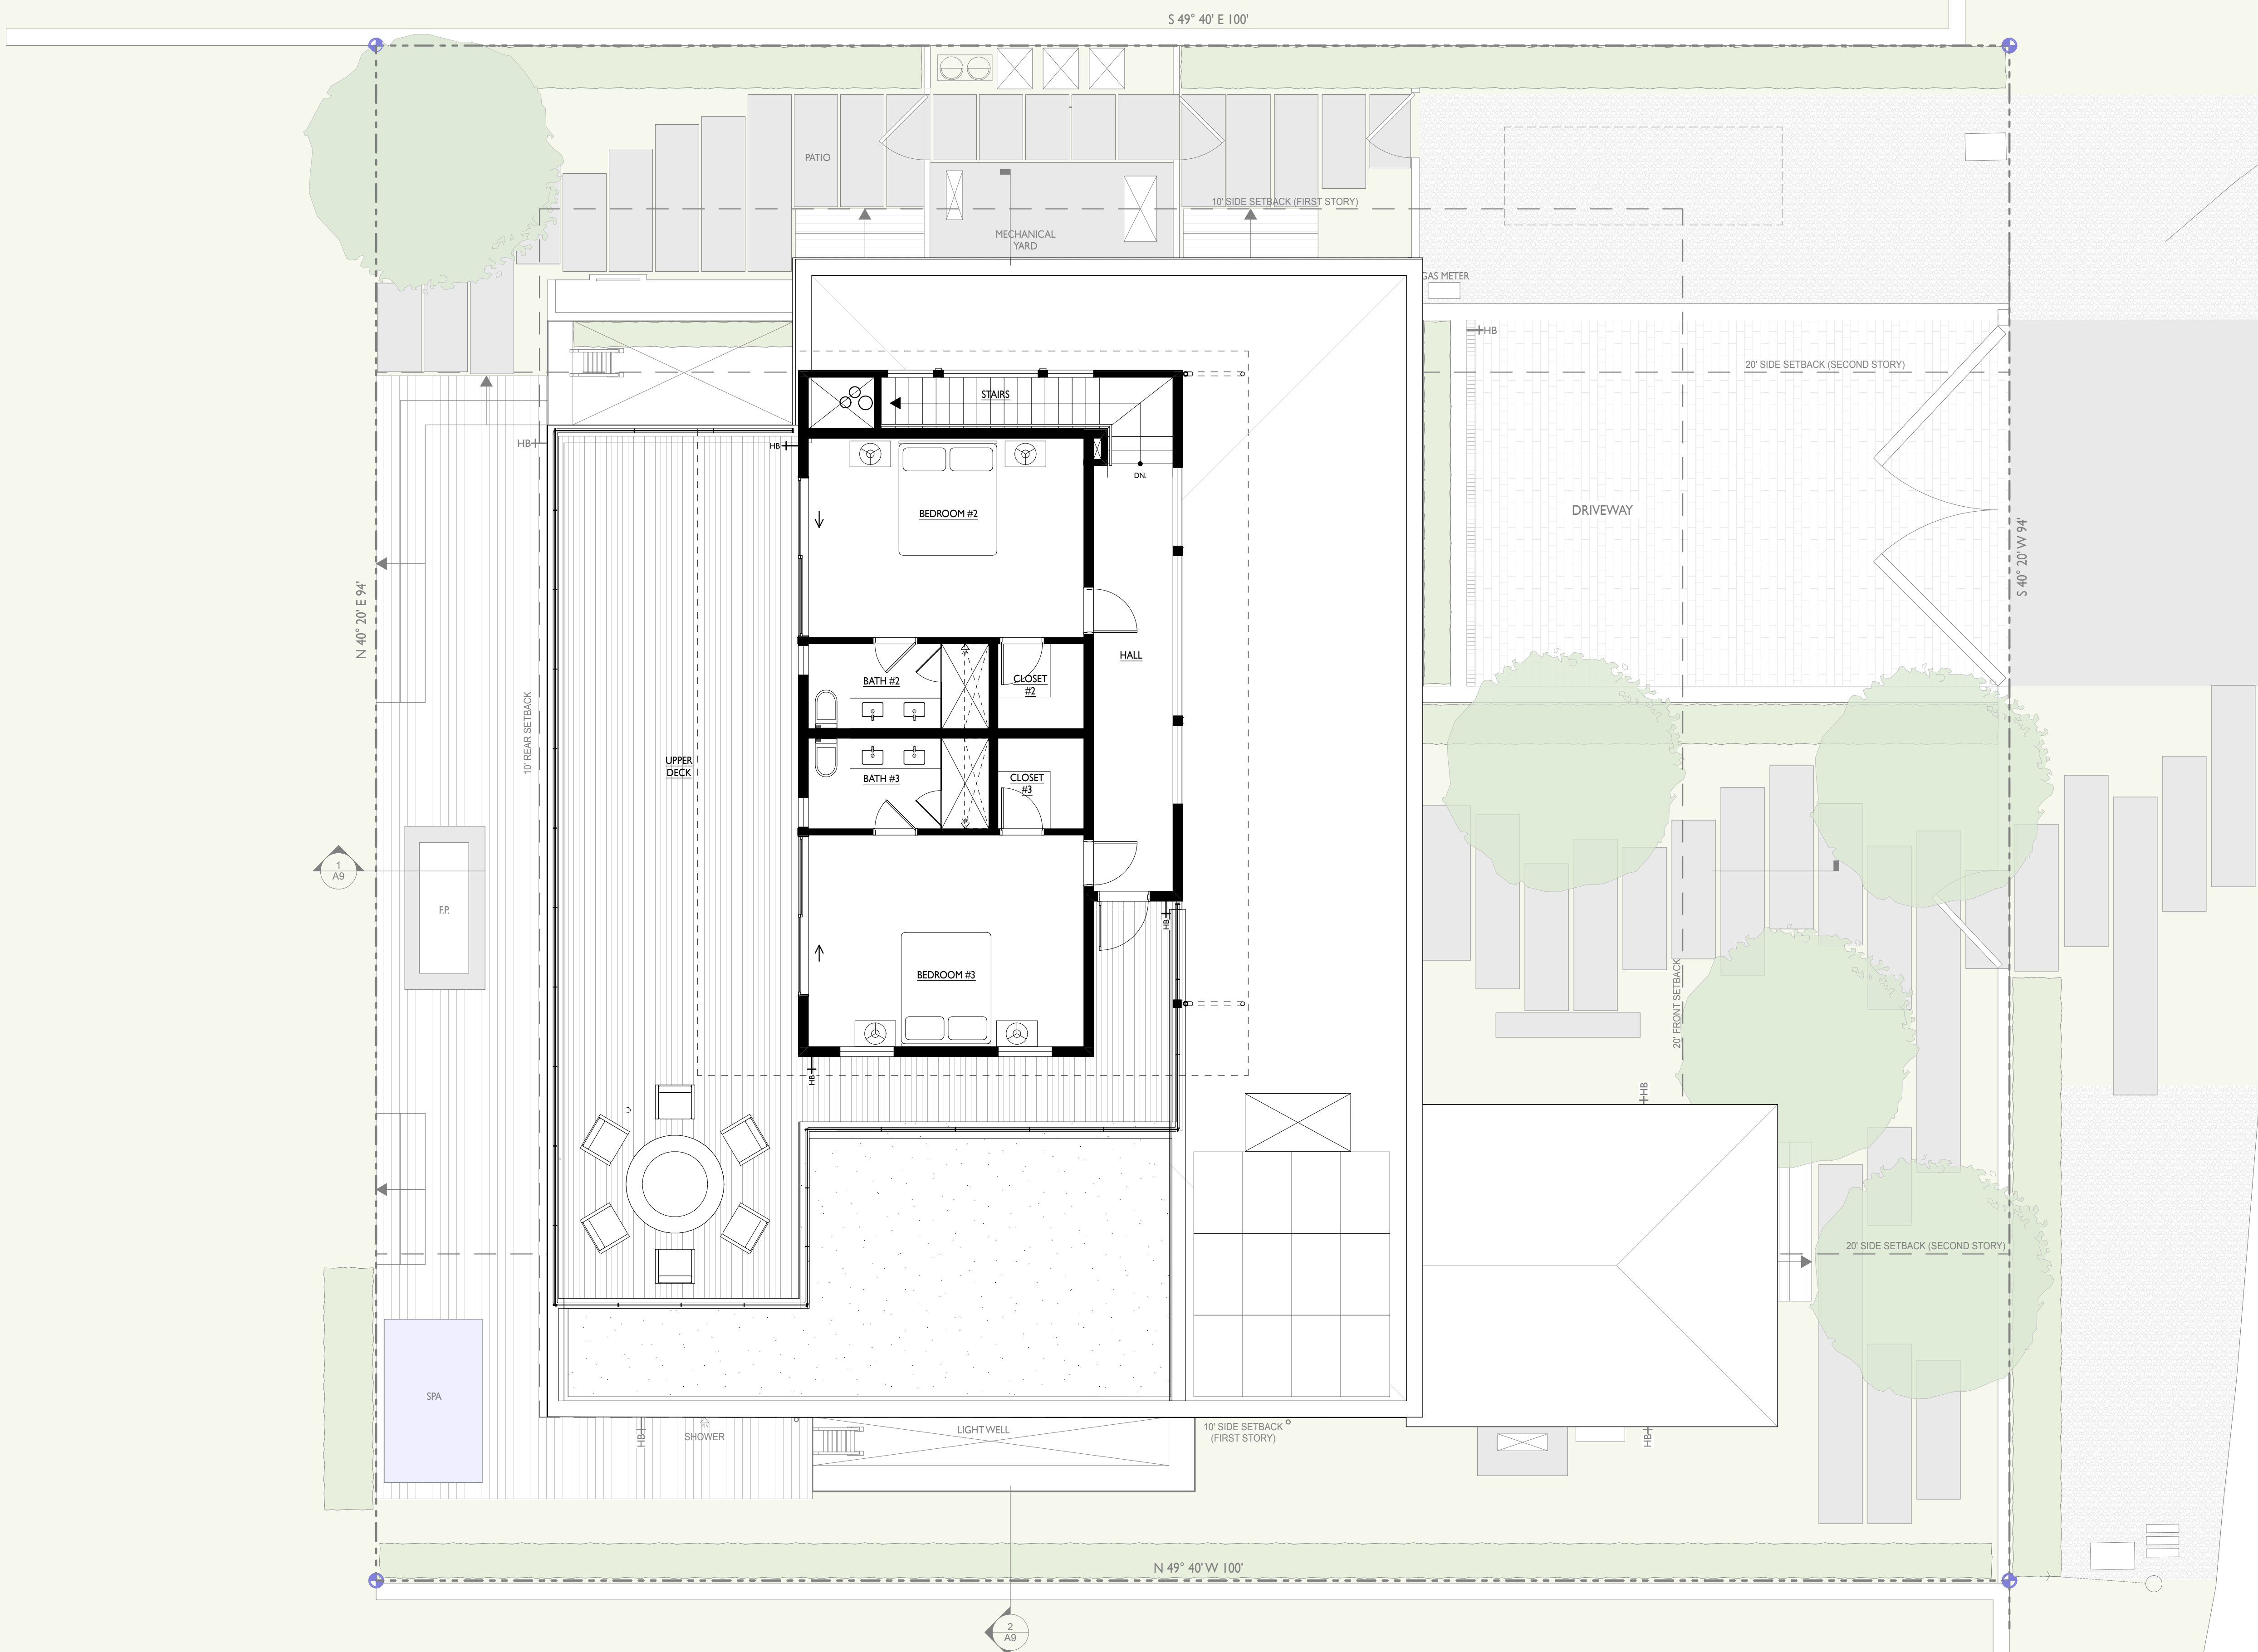 S 49° 40' E 100'
PATIO
10' SIDE SETBACK (FIRST STORY)
MECHANICAL
YARD
GAS METER
HB
20' SIDE SETBACK (SECOND STORY)
STAIRS
HB
HB
DN.
BEDROOM #2
DRIVEWAY
N 40° 20' E 94'
S 40° 20' W 94'
HALL
BATH #2
CLOSET
#2
10' REAR SETBACK
UPPER
DECK
BATH #3
CLOSET
#3
1
A9
F.P.
HB
BEDROOM #3
20' FRONT SETBACK
HB
HB
20' SIDE SETBACK (SECOND STORY)
SPA
HB
SHOWER
LIGHT WELL
10' SIDE SETBACK
(FIRST STORY)
HB
N 49° 40' W 100'
2
A9